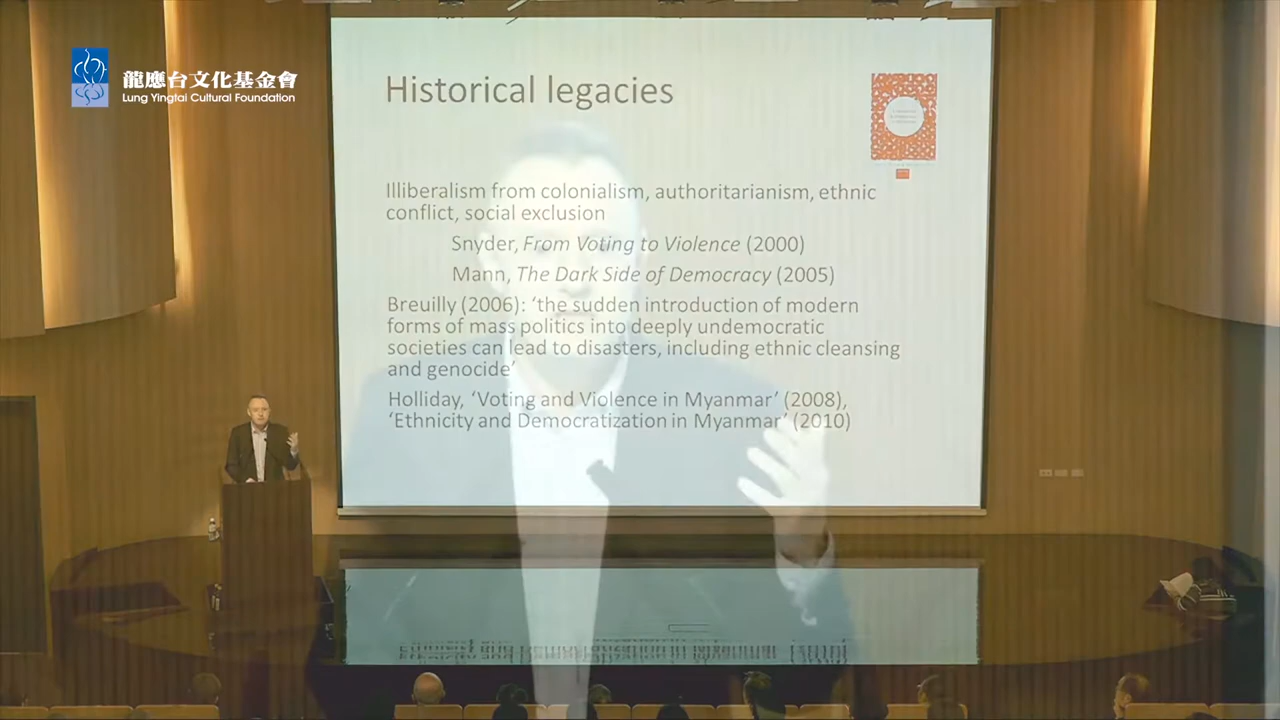 龍應台文化基金會
Lung Yingtai Cultural Foundation
Historical legacies
Illiberalism from colonialism, authoritarianism, ethnic
conflict, social exclusion
Snyder, From Voting to Violence (2000)
Mann, The Dark Side of Democracy (2005)
Breuilly (2006): ‘the sudden introduction of modern
forms of mass politics into deeply undemocratic
societies can lead to disasters, including ethnic cleansing
and genocide’
Holliday, ‘Voting and Violence in Myanmar’ (2008),
‘Ethnicity and Democratization in Myanmar’ (2010)